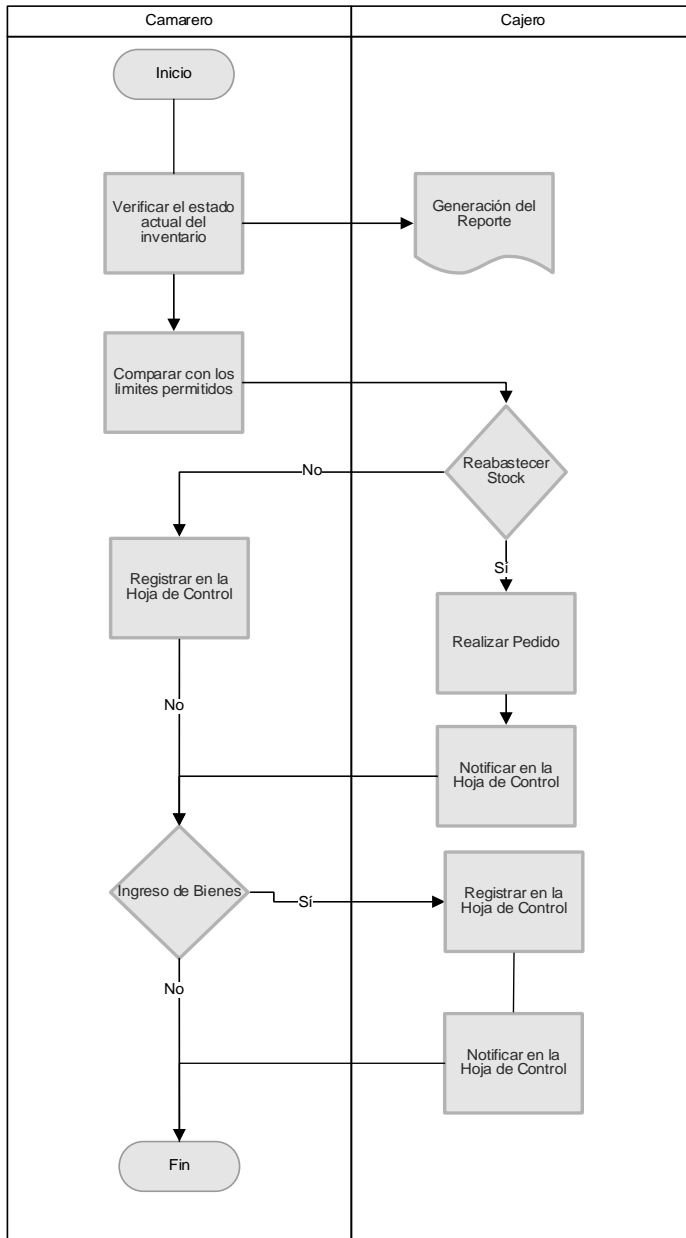 Camarero
Cajero
Inicio
Verificar el estado
actual del
inventario
Generación del
Reporte
Comparar con los
limites permitidos
Reabastecer
Stock
No
Registrar en la
Hoja de Control
Sí
Realizar Pedido
No
Notificar en la
Hoja de Control
Ingreso de Bienes
Sí
Registrar en la
Hoja de Control
No
Notificar en la
Hoja de Control
Fin